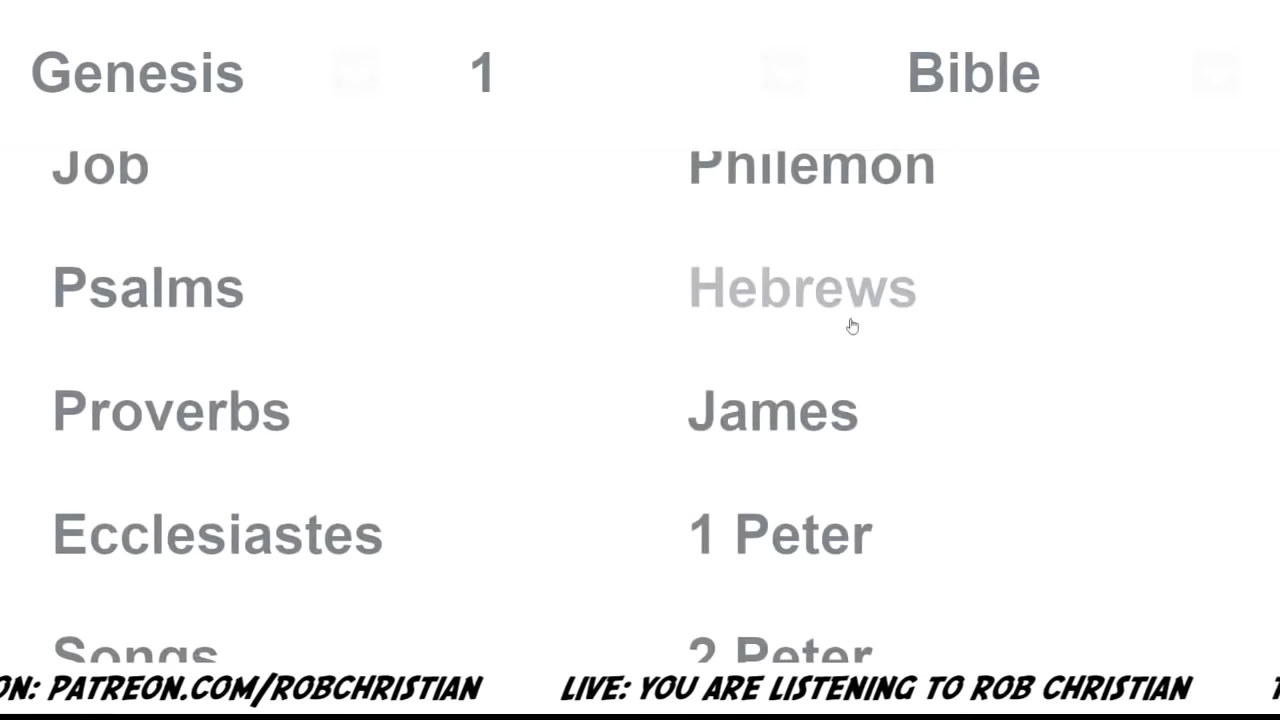 Genesis 1 Bible
Job Philemon
Psalms Hebrews
Proverbs James
Ecclesiastes 1 Peter
Songs 2 Peter
ON: PATREON.COM/ROBCHRISTIAN LIVE: YOU ARE LISTENING TO ROB CHRISTIAN